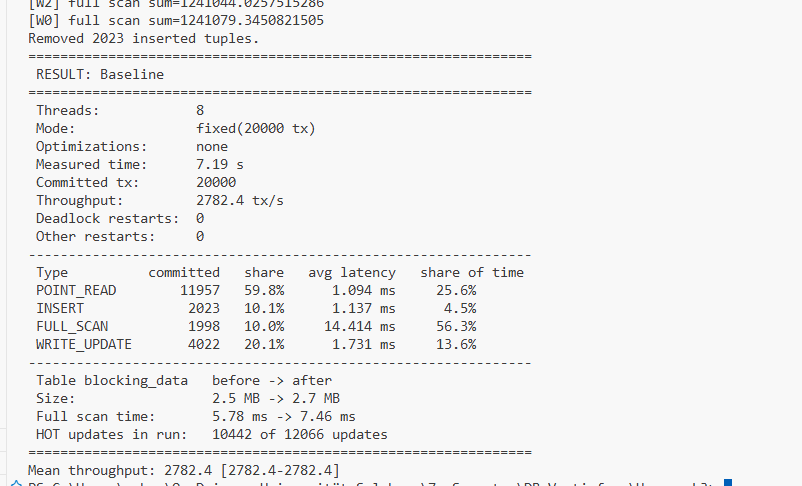 [W2] full scan sum=1241044.0257515286
[W0] full scan sum=1241079.3450821505
Removed 2023 inserted tuples.
================================================================
RESULT: Baseline
================================================================
Threads: 8
Mode: fixed(20000 tx)
Optimizations: none
Measured time: 7.19 s
Committed tx: 20000
Throughput: 2782.4 tx/s
Deadlock restarts: 0
Other restarts: 0
----------------------------------------------------------------
Type committed share avg latency share of time
POINT_READ 11957 59.8% 1.094 ms 25.6%
INSERT 2023 10.1% 1.137 ms 4.5%
FULL_SCAN 1998 10.0% 14.414 ms 56.3%
WRITE_UPDATE 4022 20.1% 1.731 ms 13.6%
----------------------------------------------------------------
Table blocking_data before -> after
Size: 2.5 MB -> 2.7 MB
Full scan time: 5.78 ms -> 7.46 ms
HOT updates in run: 10442 of 12066 updates
================================================================
Mean throughput: 2782.4 [2782.4-2782.4]